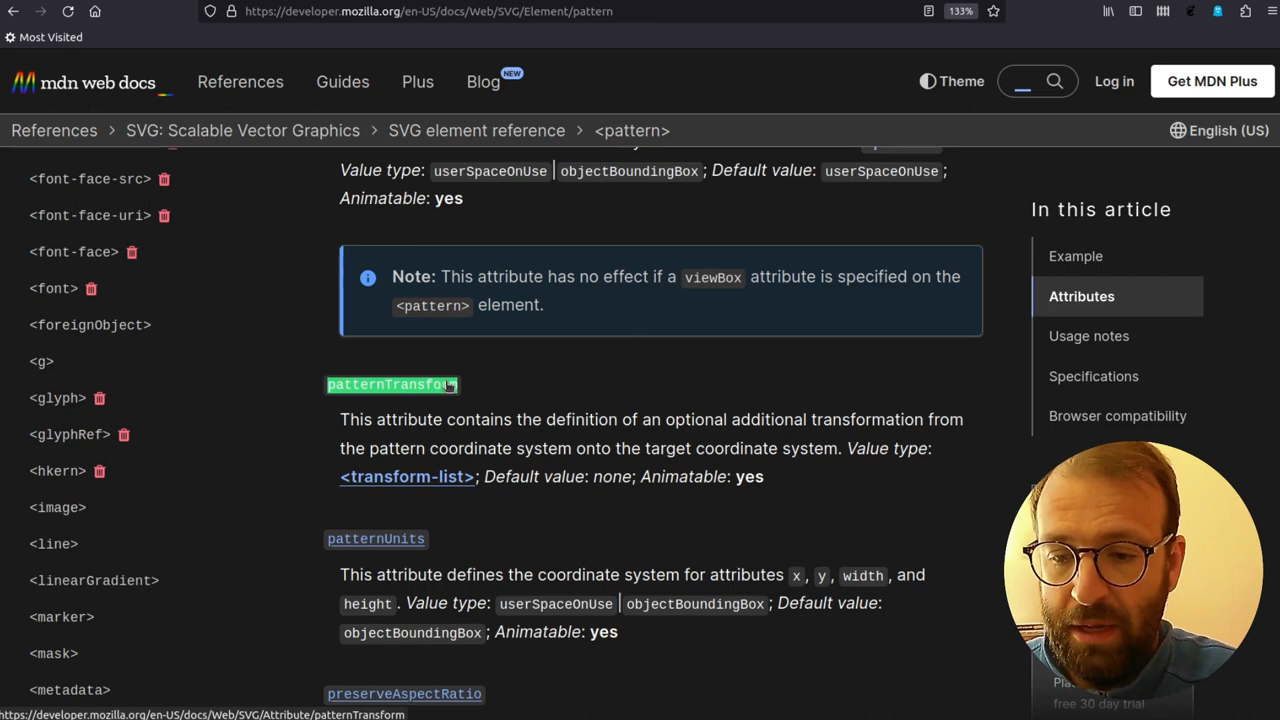 https://developer.mozilla.org/en-US/docs/Web/SVG/Element/pattern
133%
Most Visited
mdn web docs
References
Guides
Plus
Blog
NEW
Theme
Log in
Get MDN Plus
References
SVG: Scalable Vector Graphics
SVG element reference
<pattern>
English (US)
<font-face-src>
<font-face-uri>
<font-face>
<font>
<foreignObject>
<g>
<glyph>
<glyphRef>
<hkern>
<image>
<line>
<linearGradient>
<marker>
<mask>
<metadata>
Value type: userSpaceOnUse | objectBoundingBox; Default value: userSpaceOnUse;
Animatable: yes
Note: This attribute has no effect if a viewBox attribute is specified on the
<pattern> element.
patternTransform
This attribute contains the definition of an optional additional transformation from
the pattern coordinate system onto the target coordinate system. Value type:
<transform-list>; Default value: none; Animatable: yes
patternUnits
This attribute defines the coordinate system for attributes x, y, width, and
height. Value type: userSpaceOnUse | objectBoundingBox; Default value:
objectBoundingBox; Animatable: yes
preserveAspectRatio
In this article
Example
Attributes
Usage notes
Specifications
Browser compatibility
free 30 day trial
https://developer.mozilla.org/en-US/docs/Web/SVG/Attribute/patternTransform